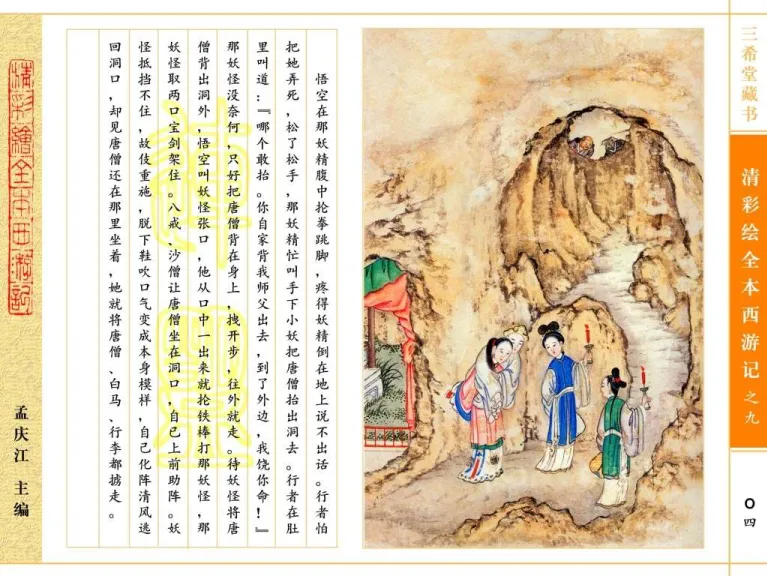 三希堂藏书
清彩绘全本西游记之九
〇四
悟空在那妖精腹中抡拳跳脚,疼得妖精倒在地上说不出话。行者怕
把她弄死,松了松手,那妖精忙叫手下小妖把唐僧抬出洞去。行者在肚
里叫道:『哪个敢抬。你自家背我师父出去,到了外边,我饶你命!』
那妖怪没奈何,只好把唐僧背在身上,拽开步,往外就走。待妖怪将唐
僧背出洞外,悟空叫妖怪张口,他从口中一出来就抡铁棒打那妖怪,那
妖怪取两口宝剑架住。八戒、沙僧让唐僧坐在洞口,自己上前助阵。妖
怪抵挡不住,故伎重施,脱下鞋吹口气变成本身模样,自己化阵清风逃
回洞口,却见唐僧还在那里坐着,她就将唐僧、白马、行李都掳走。
清彩繪全本西游記
孟庆江 主编